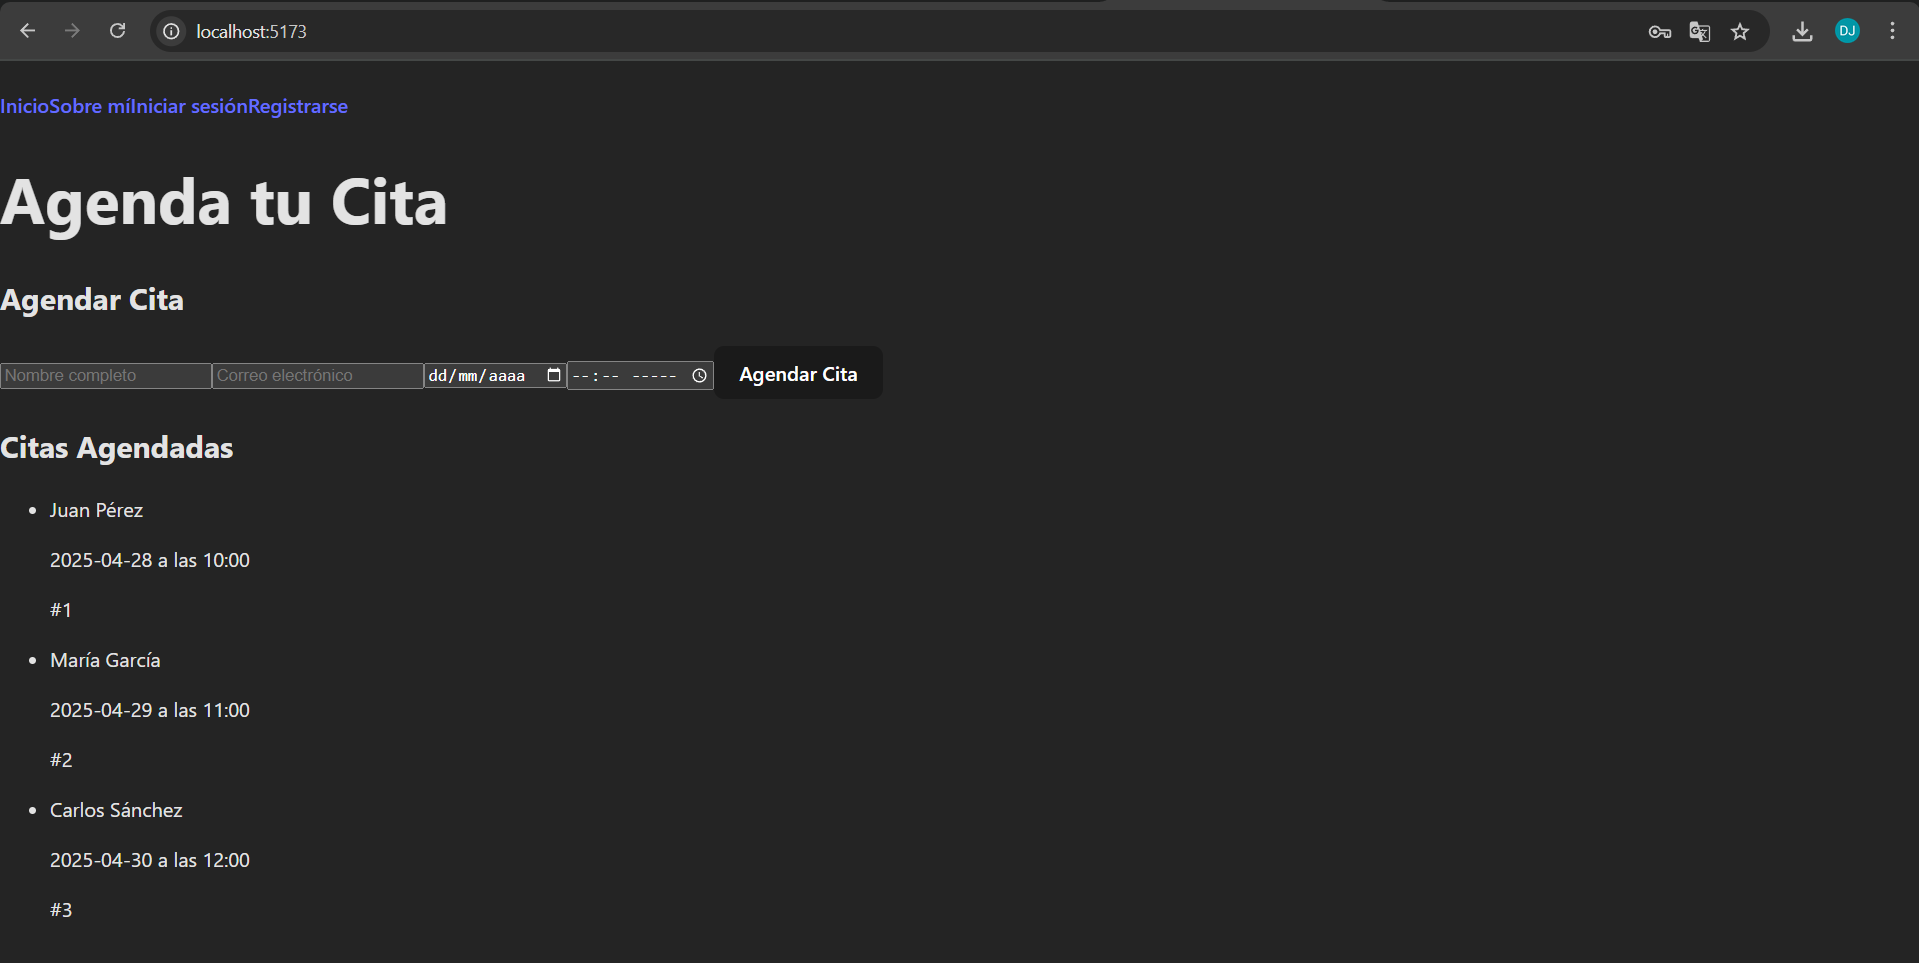 localhost:5173
DJ
InicioSobre míIniciar sesiónRegistrarse
Agenda tu Cita
Agendar Cita
Nombre completo Correo electrónico dd/mm/aaaa --:-- ----- Agendar Cita
Citas Agendadas
Juan Pérez
2025-04-28 a las 10:00
#1
María García
2025-04-29 a las 11:00
#2
Carlos Sánchez
2025-04-30 a las 12:00
#3